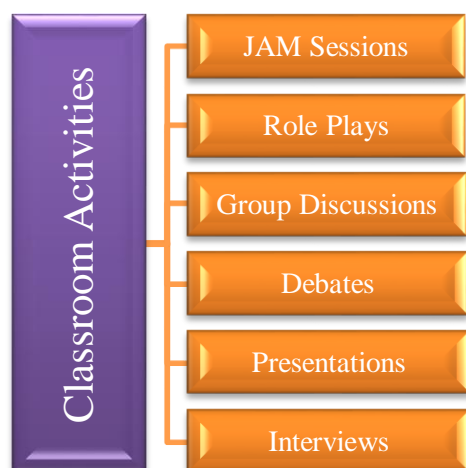 Classroom Activities
JAM Sessions
Role Plays
Group Discussions
Debates
Presentations
Interviews